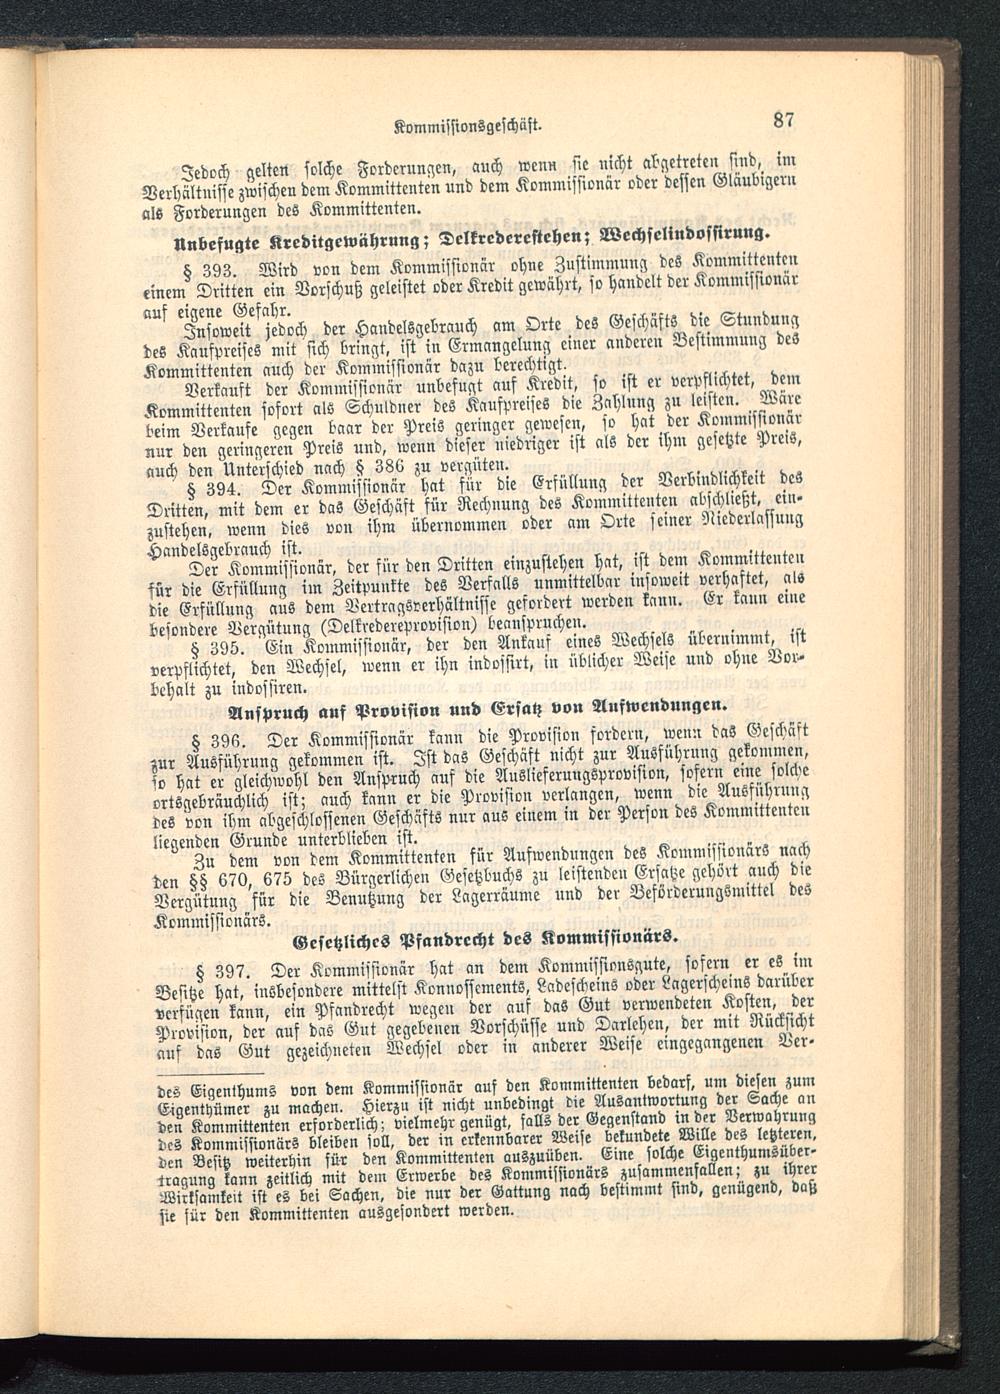 Kommissionsgeschäft.
87
Jedoch gelten solche Forderungen, auch wenn sie nicht abgetreten sind, im
Verhältnisse zwischen dem Kommittenten und dem Kommissionär oder dessen Gläubigern
als Forderungen des Kommittenten.
Unbefugte Kreditgewährung; Delkrederestehen; Wechselindossirung.
§ 393. Wird von dem Kommissionär ohne Zustimmung des Kommittenten
einem Dritten ein Vorschuß geleistet oder Kredit gewährt, so handelt der Kommissionär
auf eigene Gefahr.
Insoweit jedoch der Handelsgebrauch am Orte des Geschäfts die Stundung
des Kaufpreises mit sich bringt, ist in Ermangelung einer anderen Bestimmung des
Kommittenten auch der Kommissionär dazu berechtigt.
Verkauft der Kommissionär unbefugt auf Kredit, so ist er verpflichtet, dem
Kommittenten sofort als Schuldner des Kaufpreises die Zahlung zu leisten. Wäre
beim Verkaufe gegen baar der Preis geringer gewesen, so hat der Kommissionär
nur den geringeren Preis und, wenn dieser niedriger ist als der ihm gesetzte Preis,
auch den Unterschied nach § 386 zu vergüten.
§ 394. Der Kommissionär hat für die Erfüllung der Verbindlichkeit des
Dritten, mit dem er das Geschäft für Rechnung des Kommittenten abschließt, ein-
zustehen, wenn dies von ihm übernommen oder am Orte seiner Niederlassung
Handelsgebrauch ist.
Der Kommissionär, der für den Dritten einzustehen hat, ist dem Kommittenten
für die Erfüllung im Zeitpunkte des Verfalls unmittelbar insoweit verhaftet, als
die Erfüllung aus dem Vertragsverhältnisse gefordert werden kann. Er kann eine
besondere Vergütung (Delkredereprovision) beanspruchen.
§ 395. Ein Kommissionär, der den Ankauf eines Wechsels übernimmt, ist
verpflichtet, den Wechsel, wenn er ihn indossirt, in üblicher Weise und ohne Vor-
behalt zu indossiren.
Anspruch auf Provision und Ersatz von Aufwendungen.
§ 396. Der Kommissionär kann die Provision fordern, wenn das Geschäft
zur Ausführung gekommen ist. Ist das Geschäft nicht zur Ausführung gekommen,
so hat er gleichwohl den Anspruch auf die Auslieferungsprovision, sofern eine solche
ortsgebräuchlich ist; auch kann er die Provision verlangen, wenn die Ausführung
des von ihm abgeschlossenen Geschäfts nur aus einem in der Person des Kommittenten
liegenden Grunde unterblieben ist.
Zu dem von dem Kommittenten für Aufwendungen des Kommissionärs nach
den §§ 670, 675 des Bürgerlichen Gesetzbuchs zu leistenden Ersatze gehört auch die
Vergütung für die Benutzung der Lagerräume und der Beförderungsmittel des
Kommissionärs.
Gesetzliches Pfandrecht des Kommissionärs.
§ 397. Der Kommissionär hat an dem Kommissionsgute, sofern er es im
Besitze hat, insbesondere mittelst Konnossements, Ladescheins oder Lagerscheins darüber
verfügen kann, ein Pfandrecht wegen der auf das Gut verwendeten Kosten, der
Provision, der auf das Gut gegebenen Vorschüsse und Darlehen, der mit Rücksicht
auf das Gut gezeichneten Wechsel oder in anderer Weise eingegangenen Ver-
des Eigenthums von dem Kommissionär auf den Kommittenten bedarf, um diesen zum
Eigenthümer zu machen. Hierzu ist nicht unbedingt die Ausantwortung der Sache an
den Kommittenten erforderlich; vielmehr genügt, falls der Gegenstand in der Verwahrung
des Kommissionärs bleiben soll, der in erkennbarer Weise bekundete Wille des letzteren,
den Besitz weiterhin für den Kommittenten auszuüben. Eine solche Eigenthumsüber-
tragung kann zeitlich mit dem Erwerbe des Kommissionärs zusammenfallen; zu ihrer
Wirksamkeit ist es bei Sachen, die nur der Gattung nach bestimmt sind, genügend, daß
sie für den Kommittenten ausgesondert werden.